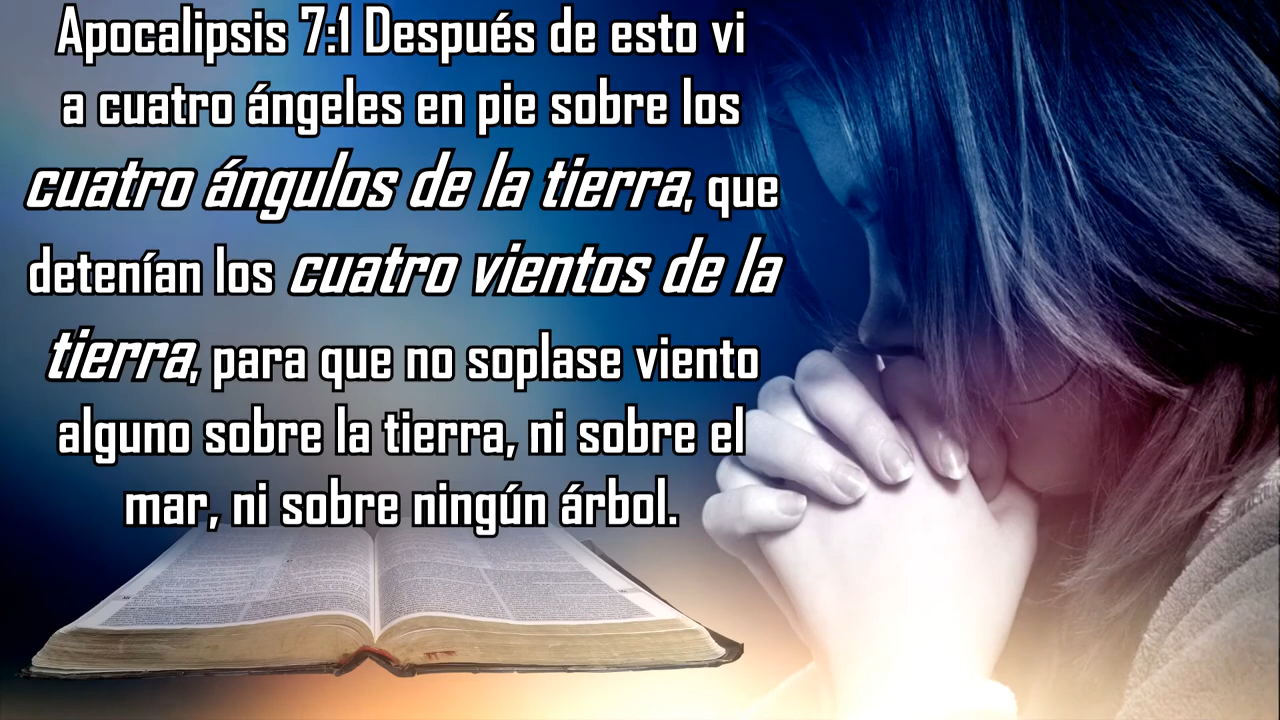 Apocalipsis 7:1 Después de esto vi
a cuatro ángeles en pie sobre los
cuatro ángulos de la tierra, que
detenían los cuatro vientos de la
tierra, para que no soplase viento
alguno sobre la tierra, ni sobre el
mar, ni sobre ningún árbol.